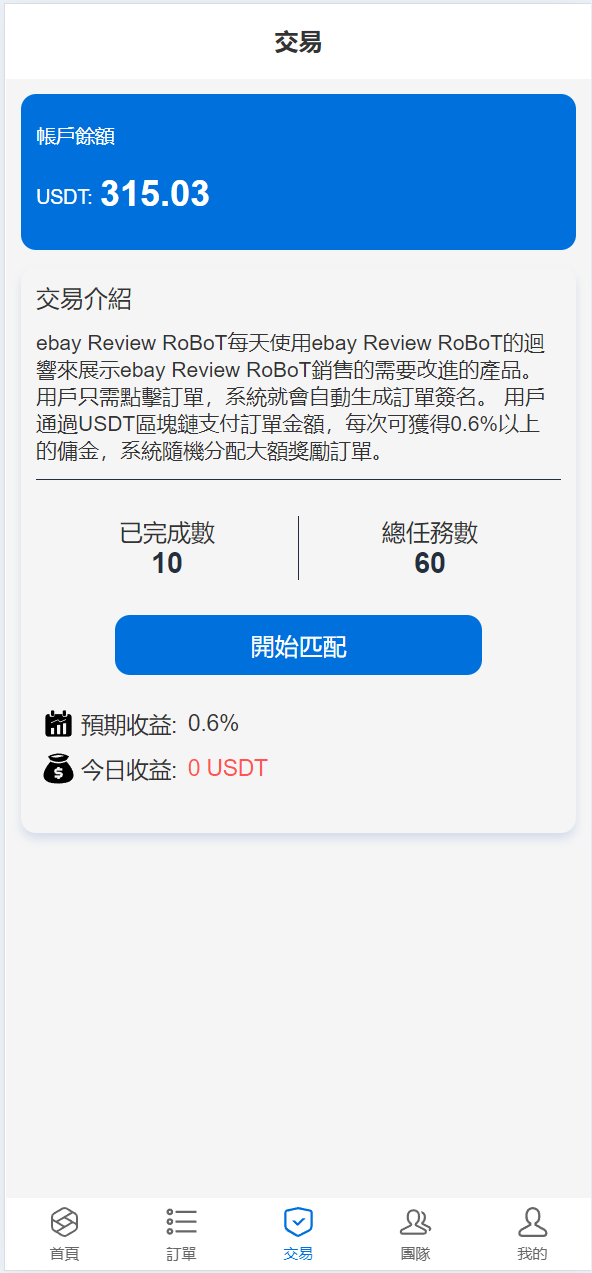 交易
帳戶餘額
USDT: 315.03
交易介紹
ebay Review RoBoT每天使用ebay Review RoBoT的迴
響來展示ebay Review RoBoT銷售的需要改進的產品。
用戶只需點擊訂單，系統就會自動生成訂單簽名。 用戶
通過USDT區塊鏈支付訂單金額，每次可獲得0.6%以上
的傭金，系統隨機分配大額獎勵訂單。
已完成數 總任務數
10 60
開始匹配
預期收益: 0.6%
今日收益: 0 USDT
首頁 訂單 交易 團隊 我的